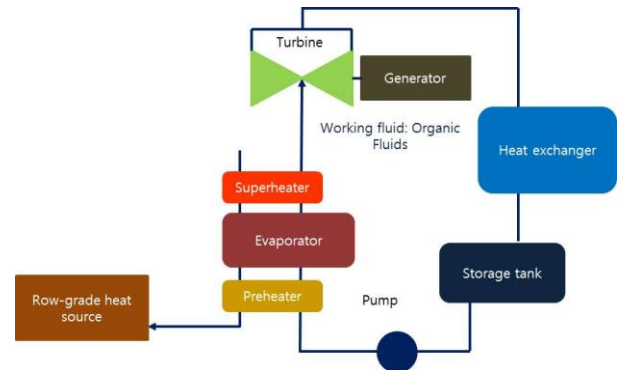 Turbine
Generator
Working fluid: Organic
Fluids
Heat exchanger
Superheater
Evaporator
Storage tank
Row-grade heat
source
Preheater
Pump